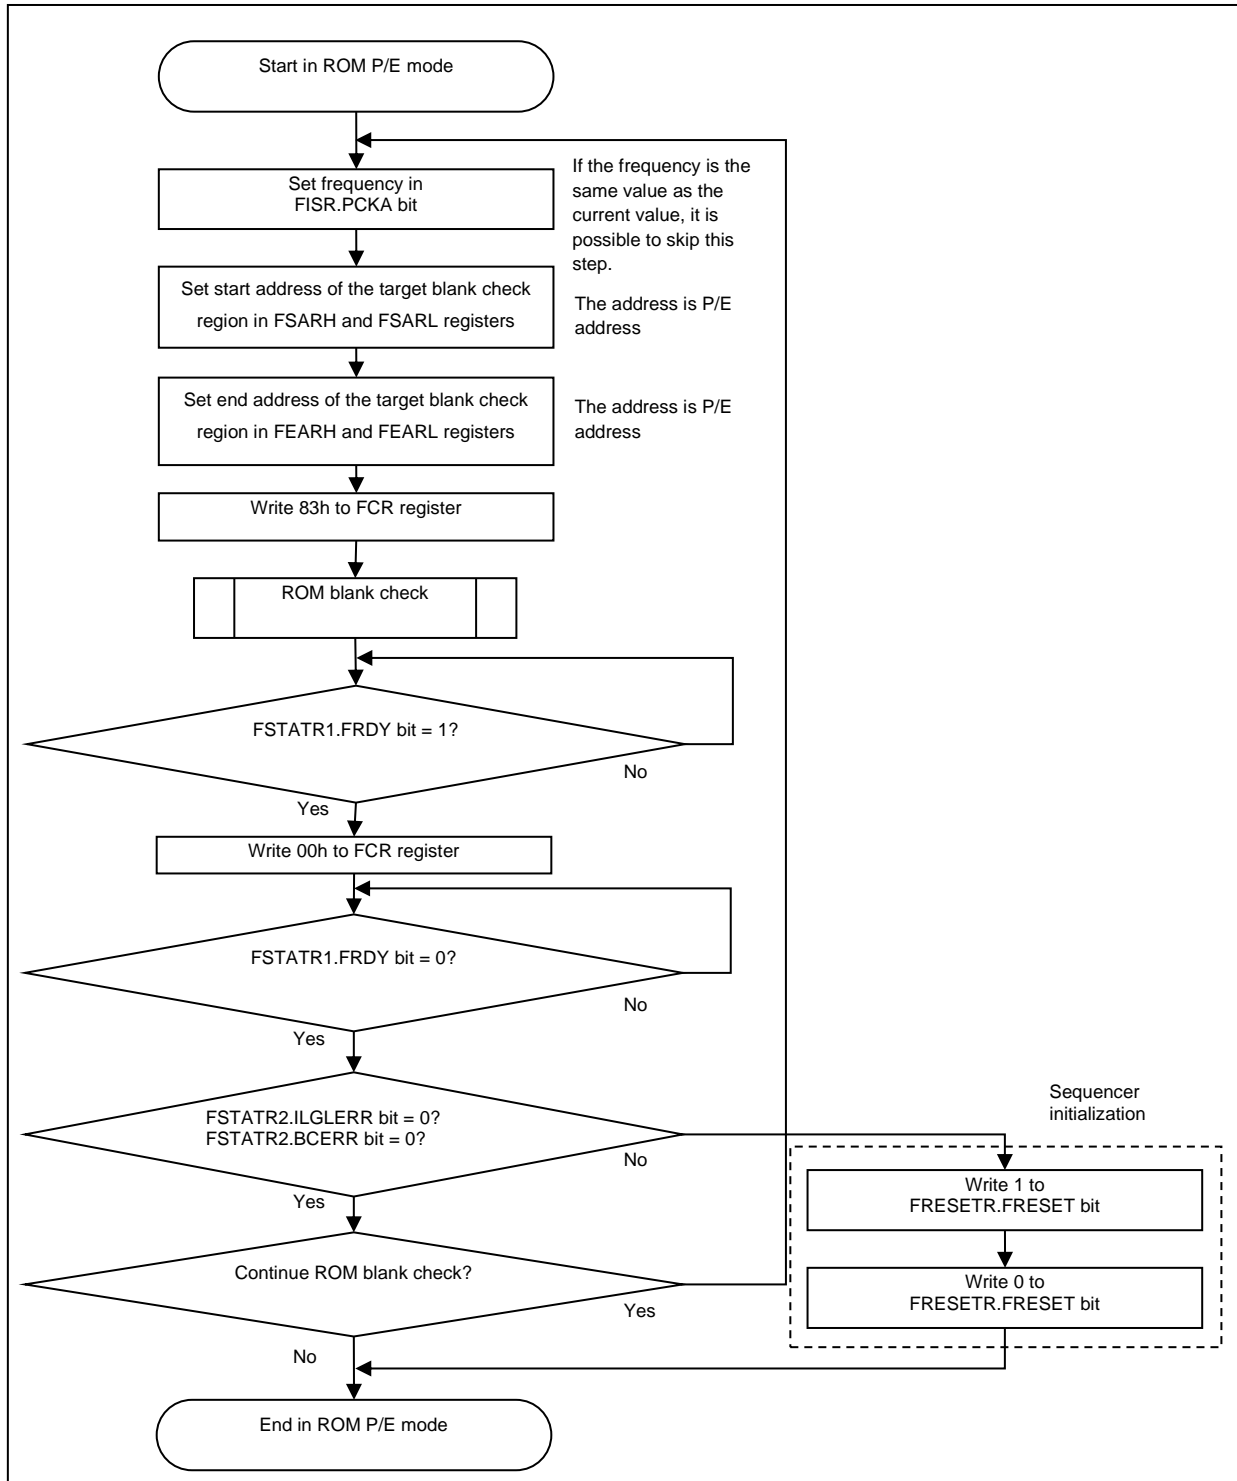 Start in ROM P/E mode
Set frequency in
FISR.PCKA bit
If the frequency is the
same value as the
current value, it is
possible to skip this
step.
Set start address of the target blank check
region in FSARH and FSARL registers
The address is P/E
address
Set end address of the target blank check
region in FEARH and FEARL registers
The address is P/E
address
Write 83h to FCR register
ROM blank check
FSTATR1.FRDY bit = 1?
No
Yes
Write 00h to FCR register
FSTATR1.FRDY bit = 0?
No
Yes
FSTATR2.ILGLERR bit = 0?
FSTATR2.BCERR bit = 0?
No
Yes
Sequencer
initialization
Write 1 to
FRESETR.FRESET bit
Write 0 to
FRESETR.FRESET bit
Continue ROM blank check?
Yes
No
End in ROM P/E mode